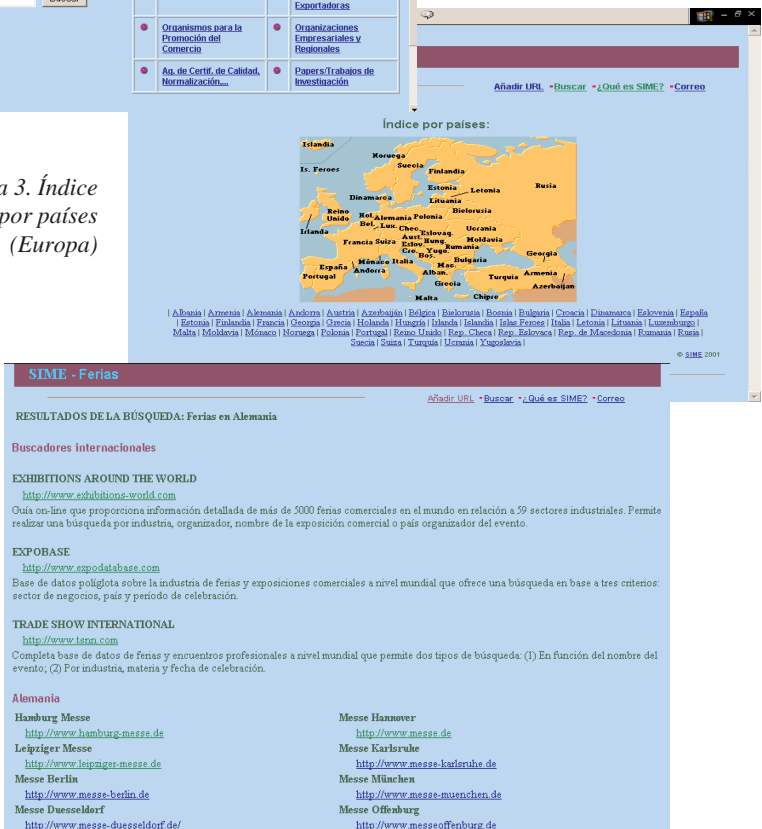 Buscar
Exportadoras
Organismos para la
Promoción del
Comercio
Organizaciones
Empresariales y
Regionales
Ag. de Certif. de Calidad,
Normalización,...
Papers/Trabajos de
Investigación
a 3. Índice
por países
(Europa)
Añadir URL Buscar ¿Qué es SIME? Correo
Índice por países:
Islandia
Noruega
Suecia
Is. Feroes
Finlandia
Estonia
Letonia
Rusia
Dinamarca
Lituania
Reino
Unido
Hol.
Alemania
Polonia
Bielorusia
Bel.
Lux.
Chec.
Ucrania
Irlanda
Eslovaq.
Aust.
Hung.
Moldavia
Francia
Suiza
Eslov.
Rumania
Cro.
Yugo.
Bos.
Georgia
Mónaco
Italia
Mac.
Bulgaria
España
Andorra
Alban.
Armenia
Portugal
Turquia
Grecia
Azerbaijan
Malta
Chipre
| Albania | Armenia | Alemania | Andorra | Austria | Azerbaiján | Bélgica | Bielorusia | Bosnia | Bulgaria | Croacia | Dinamarca | Eslovenia | España
| Estonia | Finlandia | Francia | Georgia | Grecia | Holanda | Hungría | Irlanda | Islandia | Islas Feroes | Italia | Letonia | Lituania | Luxemburgo |
Malta | Moldavia | Mónaco | Noruega | Polonia | Portugal | Reino Unido | Rep. Checa | Rep. Eslovaca | Rep. de Macedonia | Rumania | Rusia |
Suecia | Suiza | Turquía | Ucrania | Yugoslavia |
© SIME 2001
SIME - Ferias
Añadir URL Buscar ¿Qué es SIME? Correo
RESULTADOS DE LA BÚSQUEDA: Ferias en Alemania
Buscadores internacionales
EXHIBITIONS AROUND THE WORLD
http://www.exhibitions-world.com
Guía on-line que proporciona información detallada de más de 5000 ferias comerciales en el mundo en relación a 59 sectores industriales. Permite
realizar una búsqueda por industria, organizador, nombre de la exposición comercial o país organizador del evento.
EXPOBASE
http://www.expodatabase.com
Base de datos políglota sobre la industria de ferias y exposiciones comerciales a nivel mundial que ofrece una búsqueda en base a tres criterios:
sector de negocios, país y período de celebración.
TRADE SHOW INTERNATIONAL
http://www.tsnn.com
Completa base de datos de ferias y encuentros profesionales a nivel mundial que permite dos tipos de búsqueda: (1) En función del nombre del
evento; (2) Por industria, materia y fecha de celebración.
Alemania
Hamburg Messe
http://www.hamburg-messe.de
Leipziger Messe
http://www.leipziger-messe.de
Messe Berlin
http://www.messe-berlin.de
Messe Duesseldorf
http://www.messe-duesseldorf.de/
Messe Hannover
http://www.messe.de
Messe Karlsruhe
http://www.messe-karlsruhe.de
Messe München
http://www.messe-muenchen.de
Messe Offenburg
http://www.messeoffenburg.de